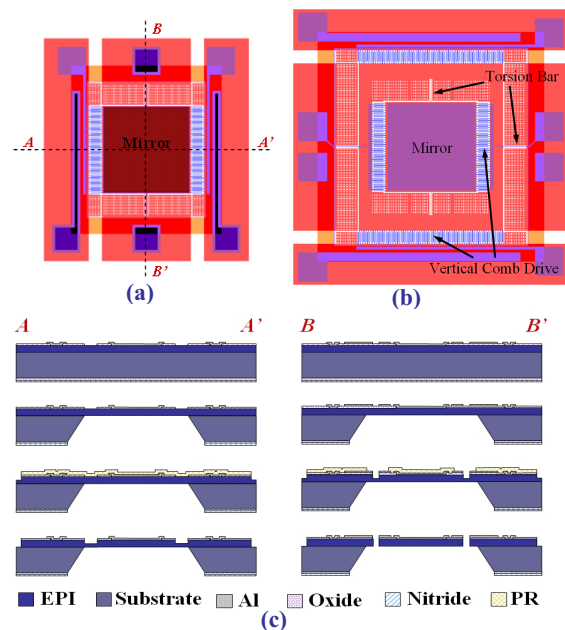 B
A
Mirror
A'
B'
(a)
Torsion Bar
Mirror
Vertical Comb Drive
(b)
A
A'
B
B'
EPI
Substrate
Al
Oxide
Nitride
PR
(c)